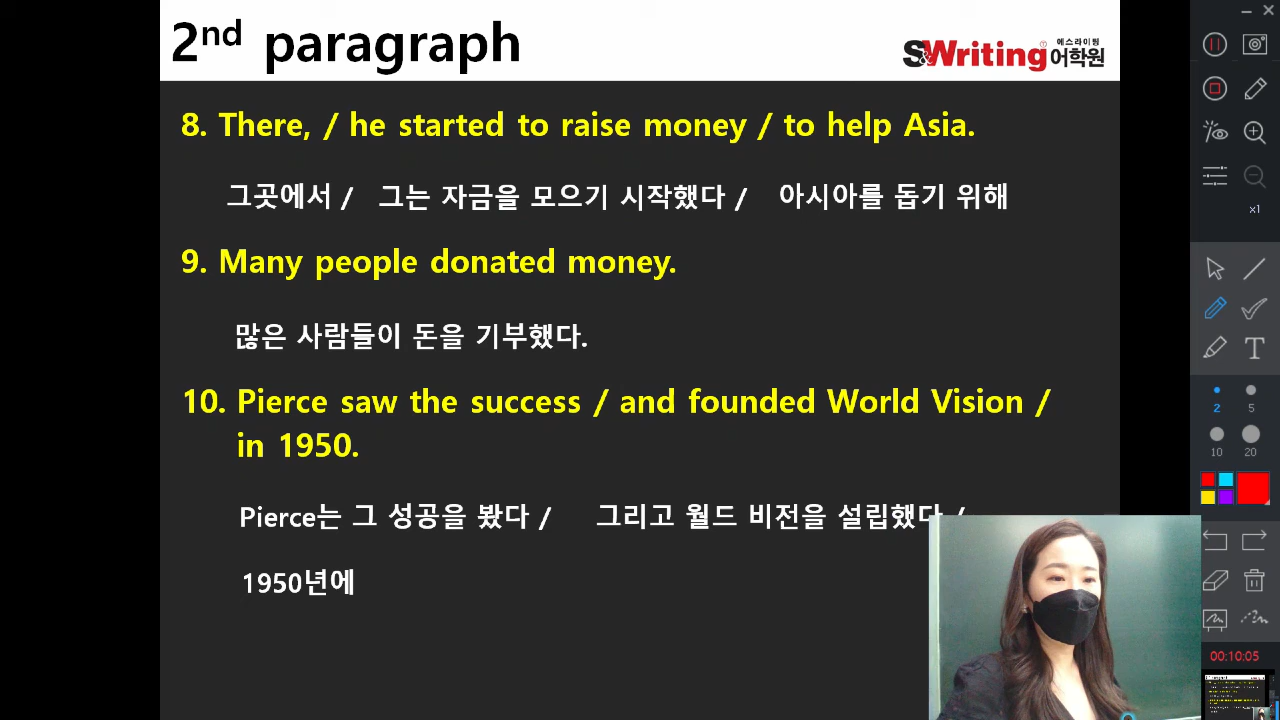 2nd paragraph
S&Writing 에스라이팅 어학원
8. There, / he started to raise money / to help Asia.
그곳에서 / 그는 자금을 모으기 시작했다 / 아시아를 돕기 위해
9. Many people donated money.
많은 사람들이 돈을 기부했다.
10. Pierce saw the success / and founded World Vision /
in 1950.
Pierce는 그 성공을 봤다 / 그리고 월드 비전을 설립했다 /
1950년에
x1
T
2 5
10 20
00:10:05